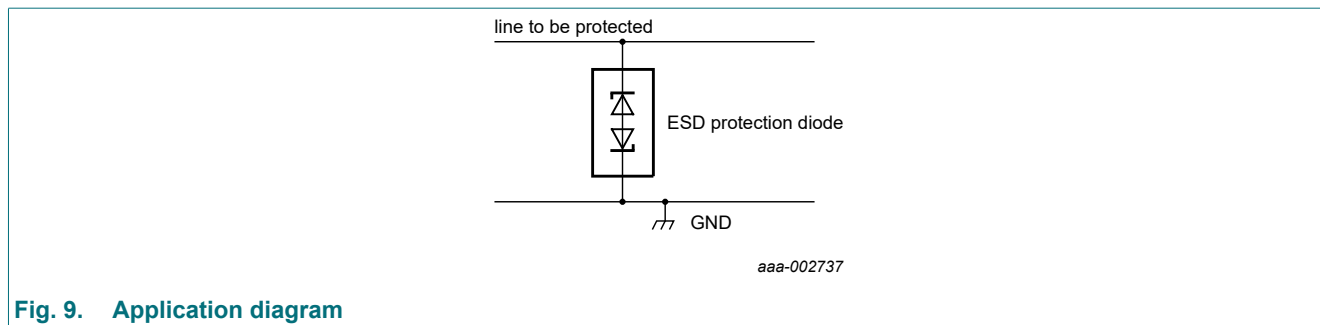 line to be protected
ESD protection diode
GND
aaa-002737
Fig. 9. Application diagram